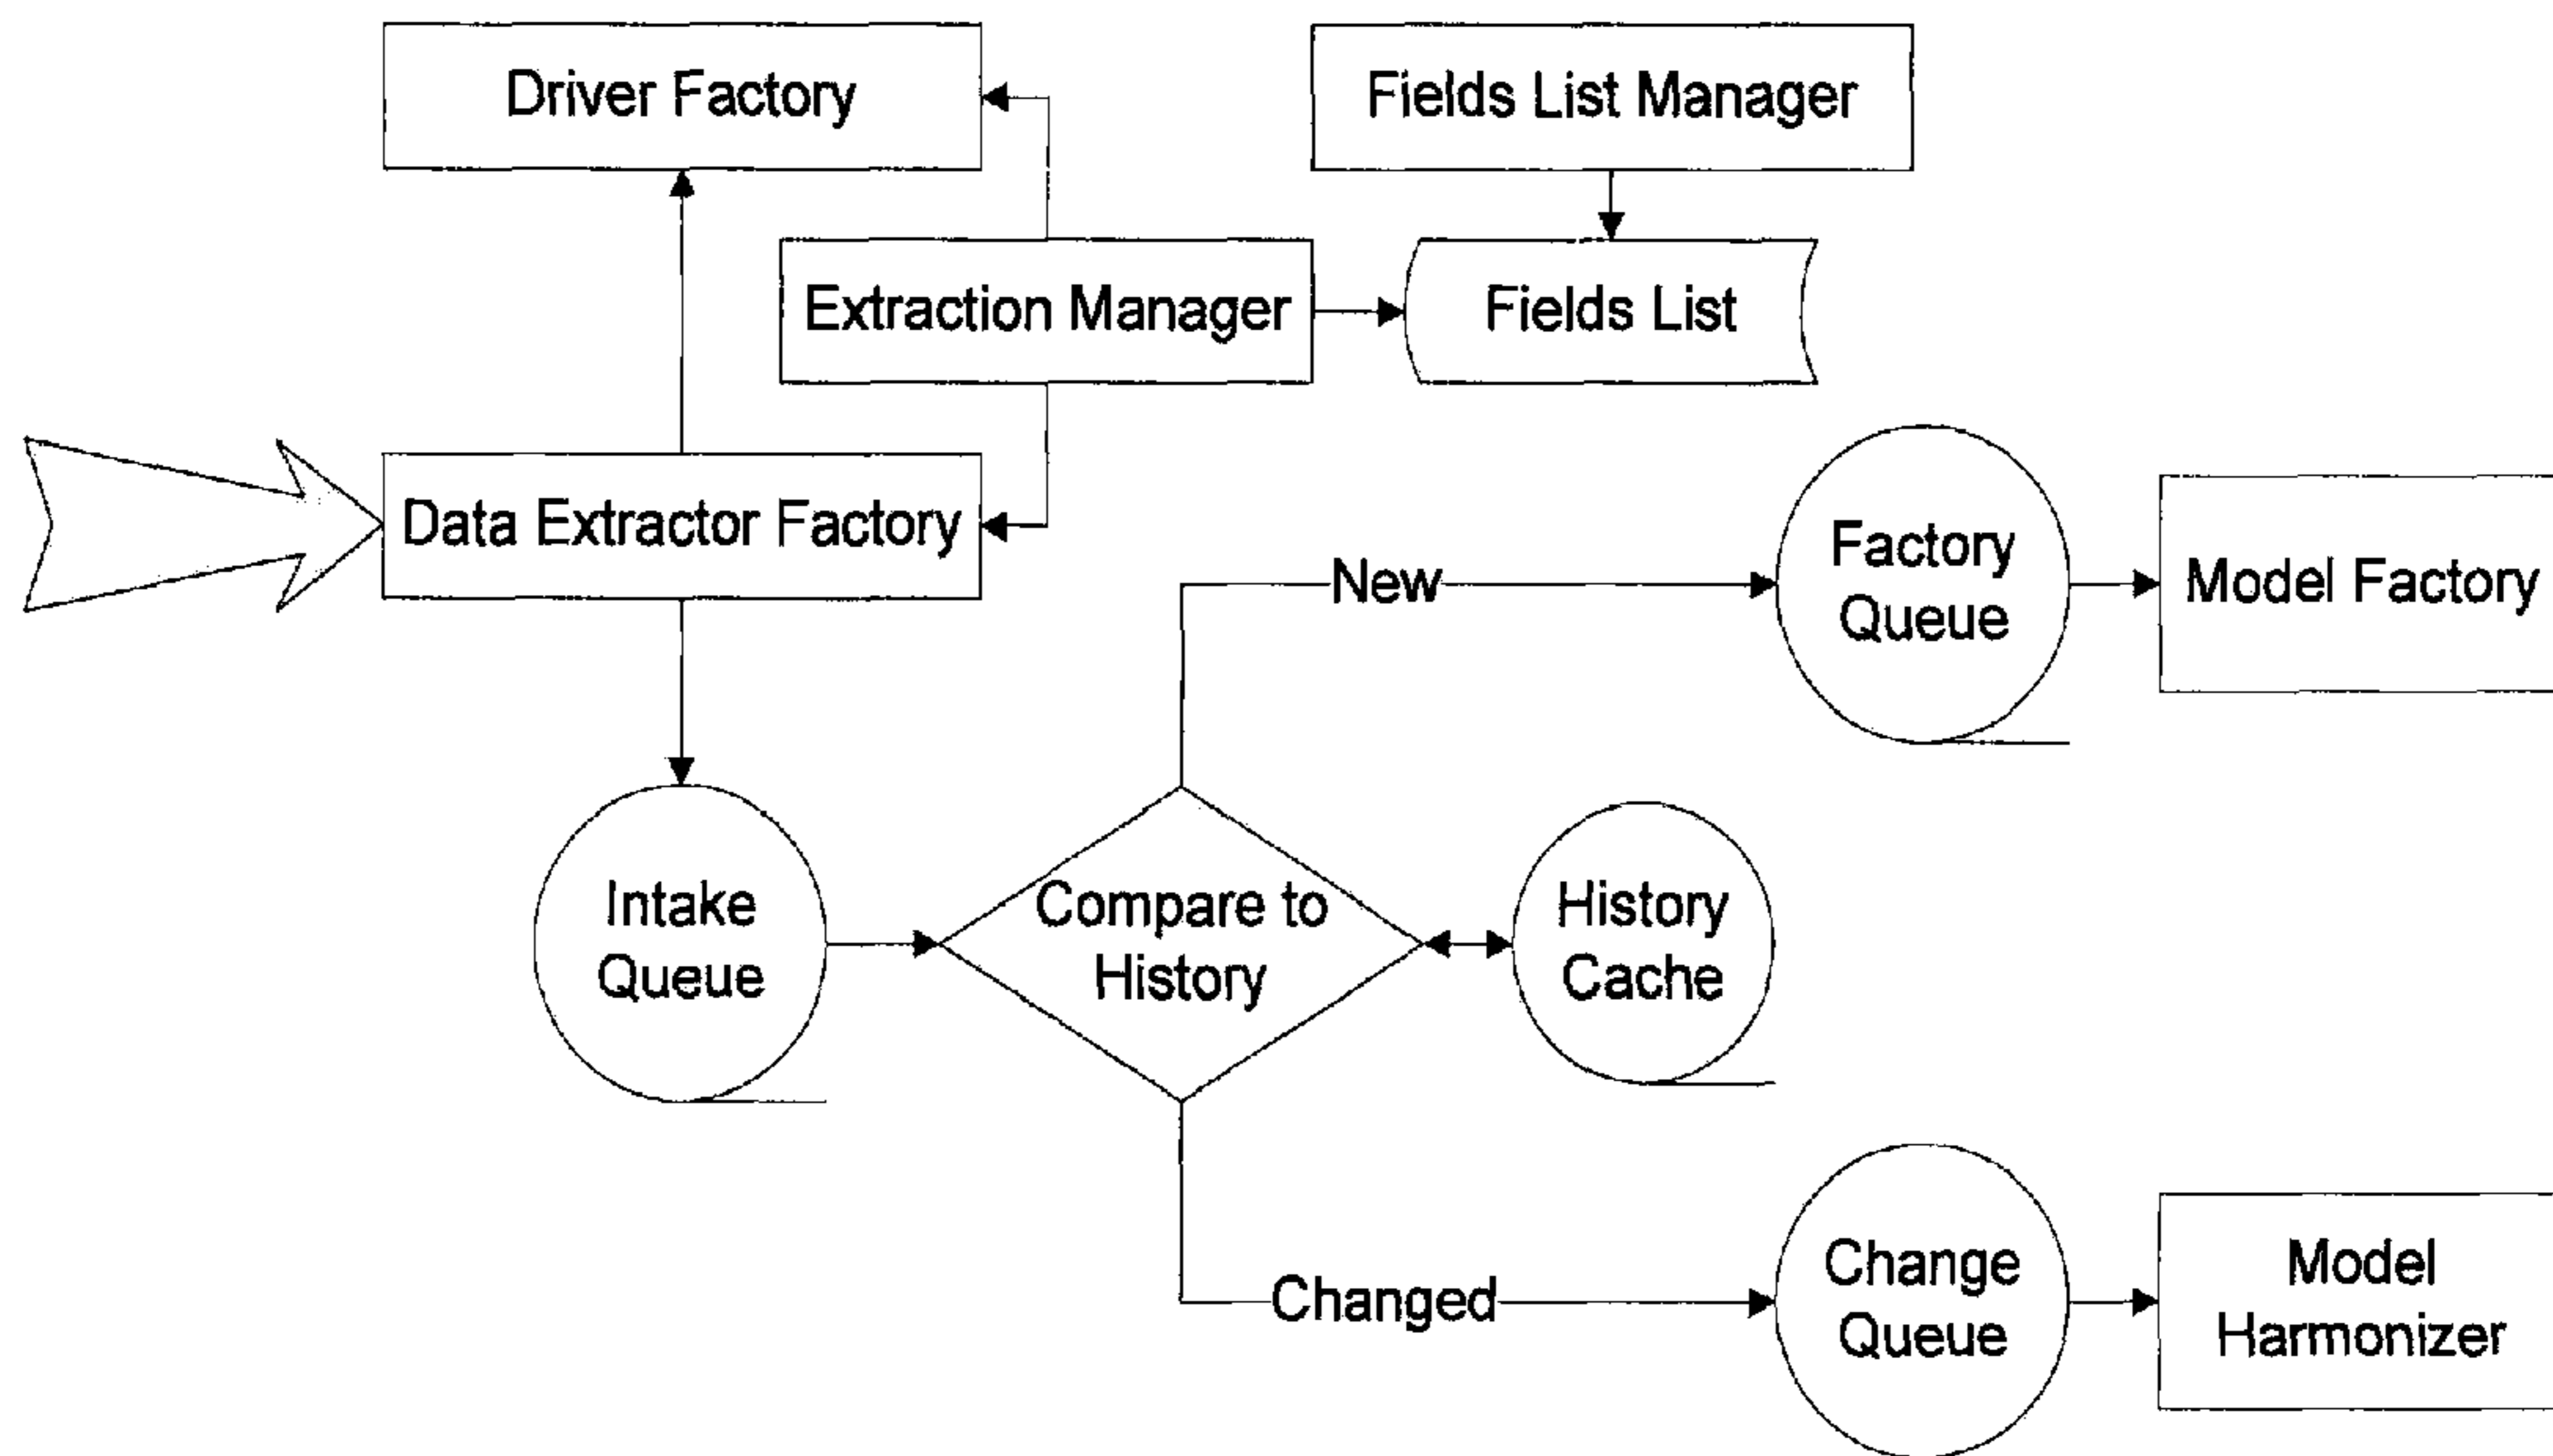 Driver Factory
Fields List Manager
Extraction Manager
Fields List
Data Extractor Factory
New
Factory
Queue
Model Factory
Intake
Queue
Compare to
History
History
Cache
Changed
Change
Queue
Model
Harmonizer